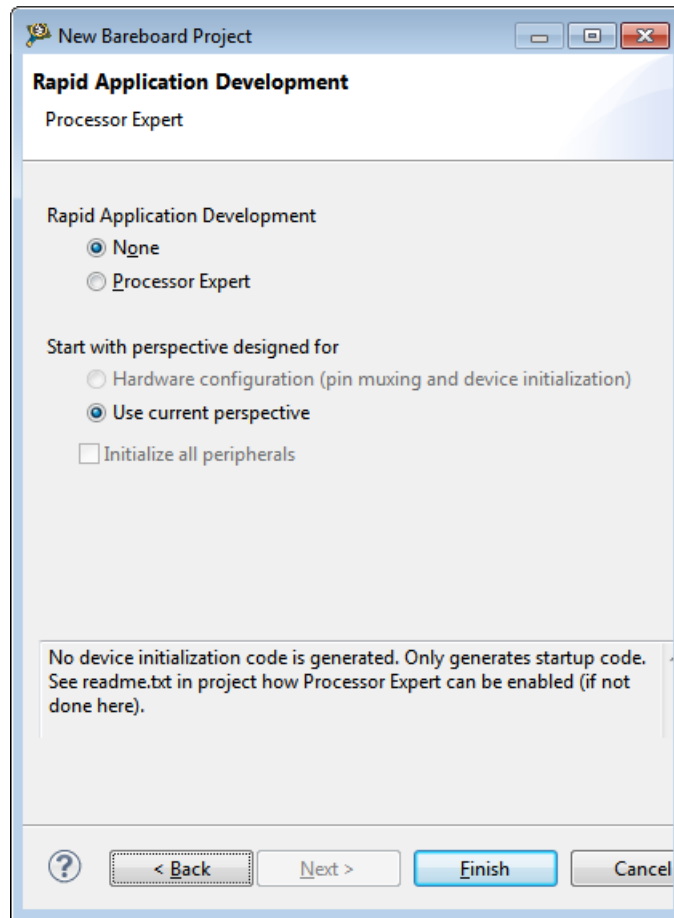 New Bareboard Project
Rapid Application Development
Processor Expert
Rapid Application Development
None
Processor Expert
Start with perspective designed for
Hardware configuration (pin muxing and device initialization)
Use current perspective
Initialize all peripherals
No device initialization code is generated. Only generates startup code.
See readme.txt in project how Processor Expert can be enabled (if not
done here).
? < Back Next > Finish Cancel